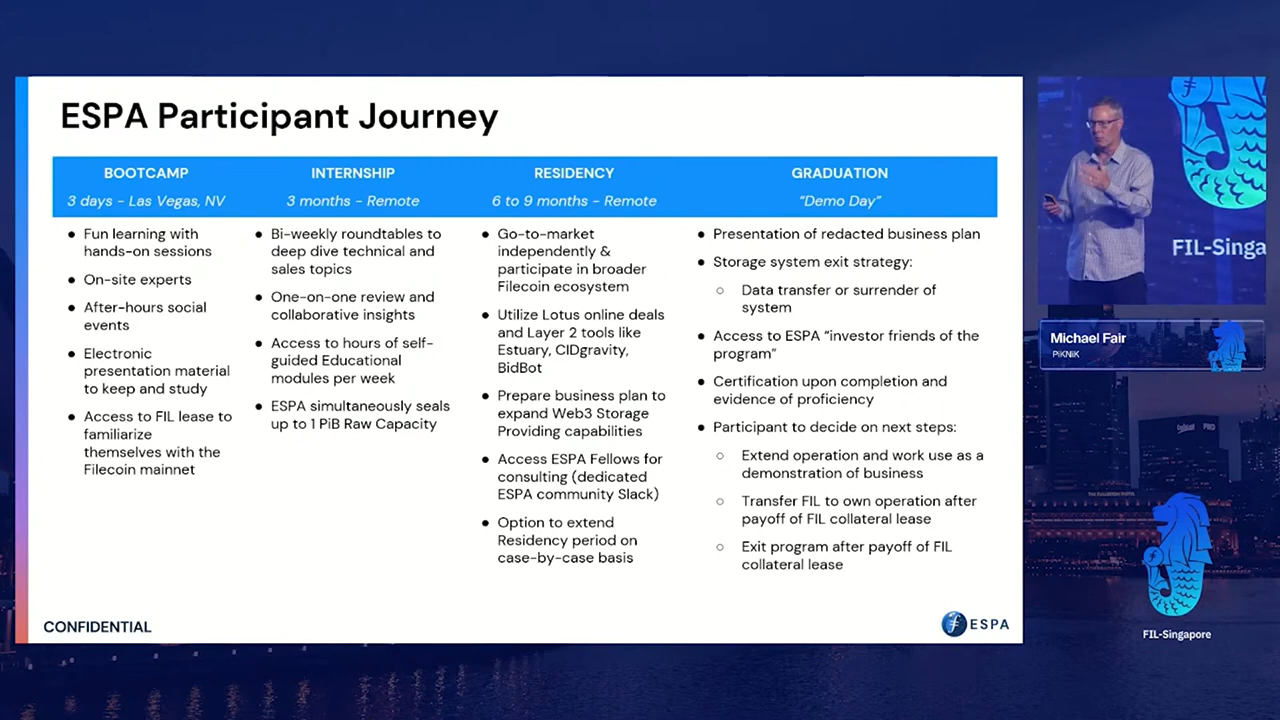 ESPA Participant Journey
BOOTCAMP
3 days - Las Vegas, NV
● Fun learning with
hands-on sessions
● On-site experts
● After-hours social
events
● Electronic
presentation material
to keep and study
● Access to FIL lease to
familiarize
themselves with the
Filecoin mainnet
INTERNSHIP
3 months - Remote
● Bi-weekly roundtables to
deep dive technical and
sales topics
● One-on-one review and
collaborative insights
● Access to hours of self-
guided Educational
modules per week
● ESPA simultaneously seals
up to 1 PiB Raw Capacity
RESIDENCY
6 to 9 months - Remote
● Go-to-market
independently &
participate in broader
Filecoin ecosystem
● Utilize Lotus online deals
and Layer 2 tools like
Estuary, CIDgravity,
BidBot
● Prepare business plan to
expand Web3 Storage
Providing capabilities
● Access ESPA Fellows for
consulting (dedicated
ESPA community Slack)
● Option to extend
Residency period on
case-by-case basis
GRADUATION
"Demo Day"
● Presentation of redacted business plan
● Storage system exit strategy:
○ Data transfer or surrender of
system
● Access to ESPA "investor friends of the
program"
● Certification upon completion and
evidence of proficiency
● Participant to decide on next steps:
○ Extend operation and work use as a
demonstration of business
○ Transfer FIL to own operation after
payoff of FIL collateral lease
○ Exit program after payoff of FIL
collateral lease
CONFIDENTIAL
ESPA
FIL-Singa
Michael Fair
PiKNiK
FIL-Singapore